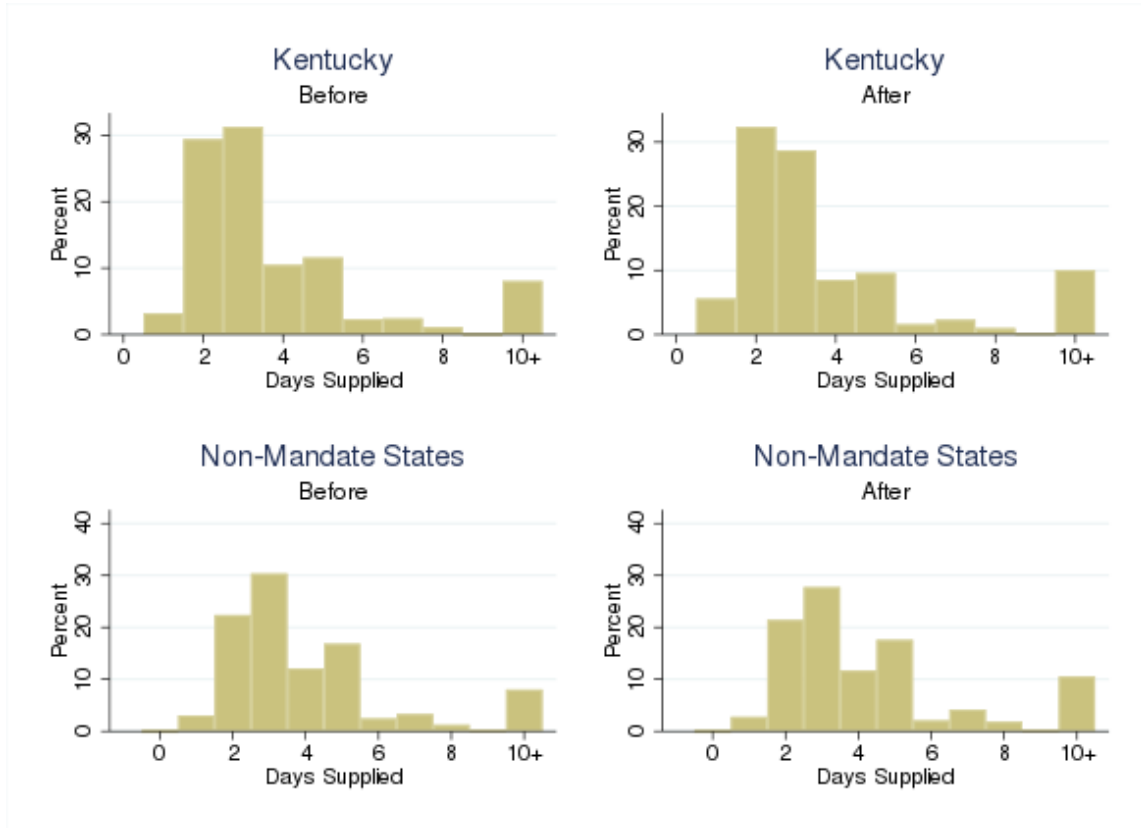 Kentucky
Before
Percent
30
20
10
0
0 2 4 6 8 10+
Days Supplied
Kentucky
After
Percent
30
20
10
0
0 2 4 6 8 10+
Days Supplied
Non-Mandate States
Before
Percent
40
30
20
10
0
0 2 4 6 8 10+
Days Supplied
Non-Mandate States
After
Percent
40
30
20
10
0
0 2 4 6 8 10+
Days Supplied